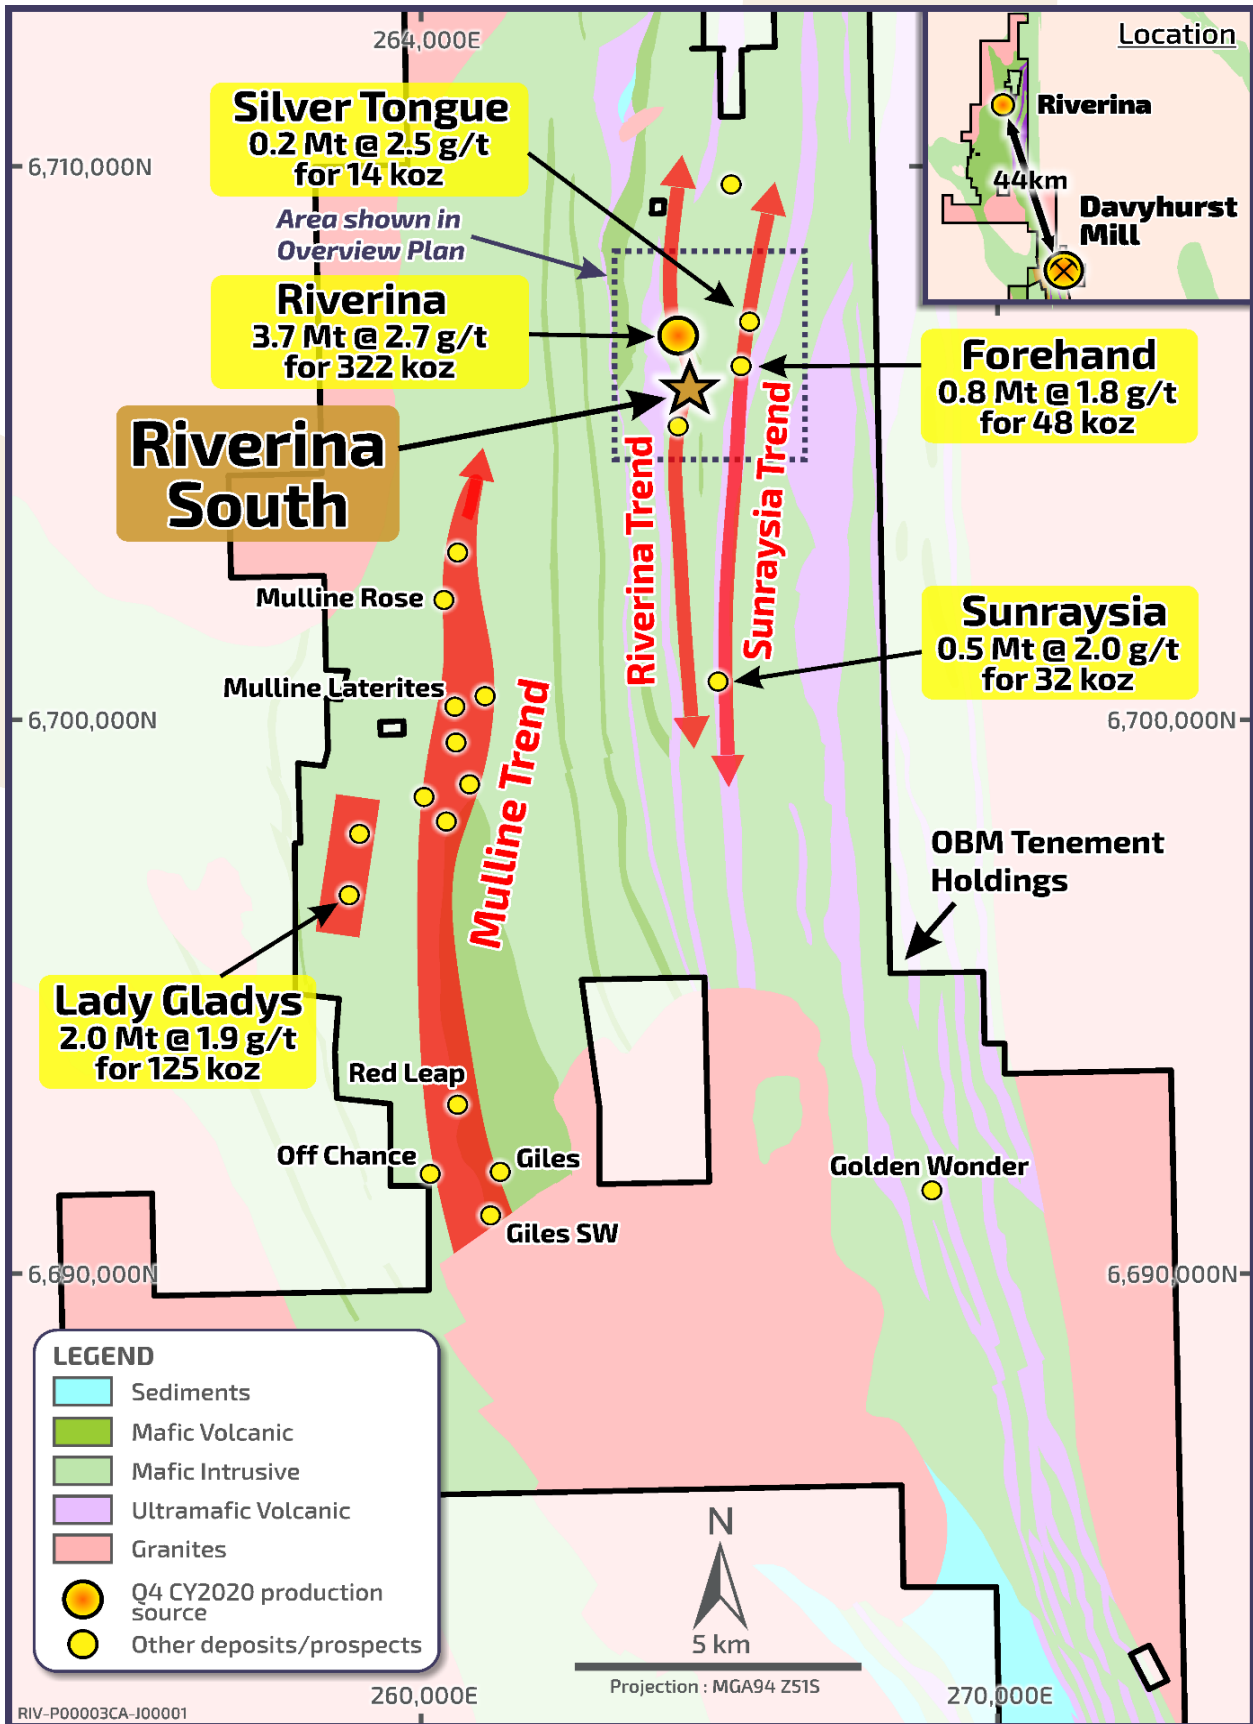 264,000E
Location
Silver Tongue
0.2 Mt @ 2.5 g/t
for 14 koz
Riverina
44km
Davyhurst
Mill
6,710,000N
Area shown in
Overview Plan
Riverina
3.7 Mt @ 2.7 g/t
for 322 koz
Forehand
0.8 Mt @ 1.8 g/t
for 48 koz
Riverina
South
Riverina Trend
Sunraysia Trend
Mulline Rose
Sunraysia
0.5 Mt @ 2.0 g/t
for 32 koz
Mulline Laterites
6,700,000N
6,700,000N
Mulline Trend
OBM Tenement
Holdings
Lady Gladys
2.0 Mt @ 1.9 g/t
for 125 koz
Red Leap
Off Chance
Giles
Golden Wonder
Giles SW
6,690,000N
6,690,000N
LEGEND
Sediments
Mafic Volcanic
Mafic Intrusive
Ultramafic Volcanic
Granites
Q4 CY2020 production
source
Other deposits/prospects
N
5 km
Projection : MGA94 Z51S
260,000E
270,000E
RIV-P00003CA-J00001